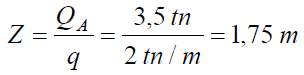 Z = Q_A / q = 3,5 tn / 2 tn / m = 1,75 m